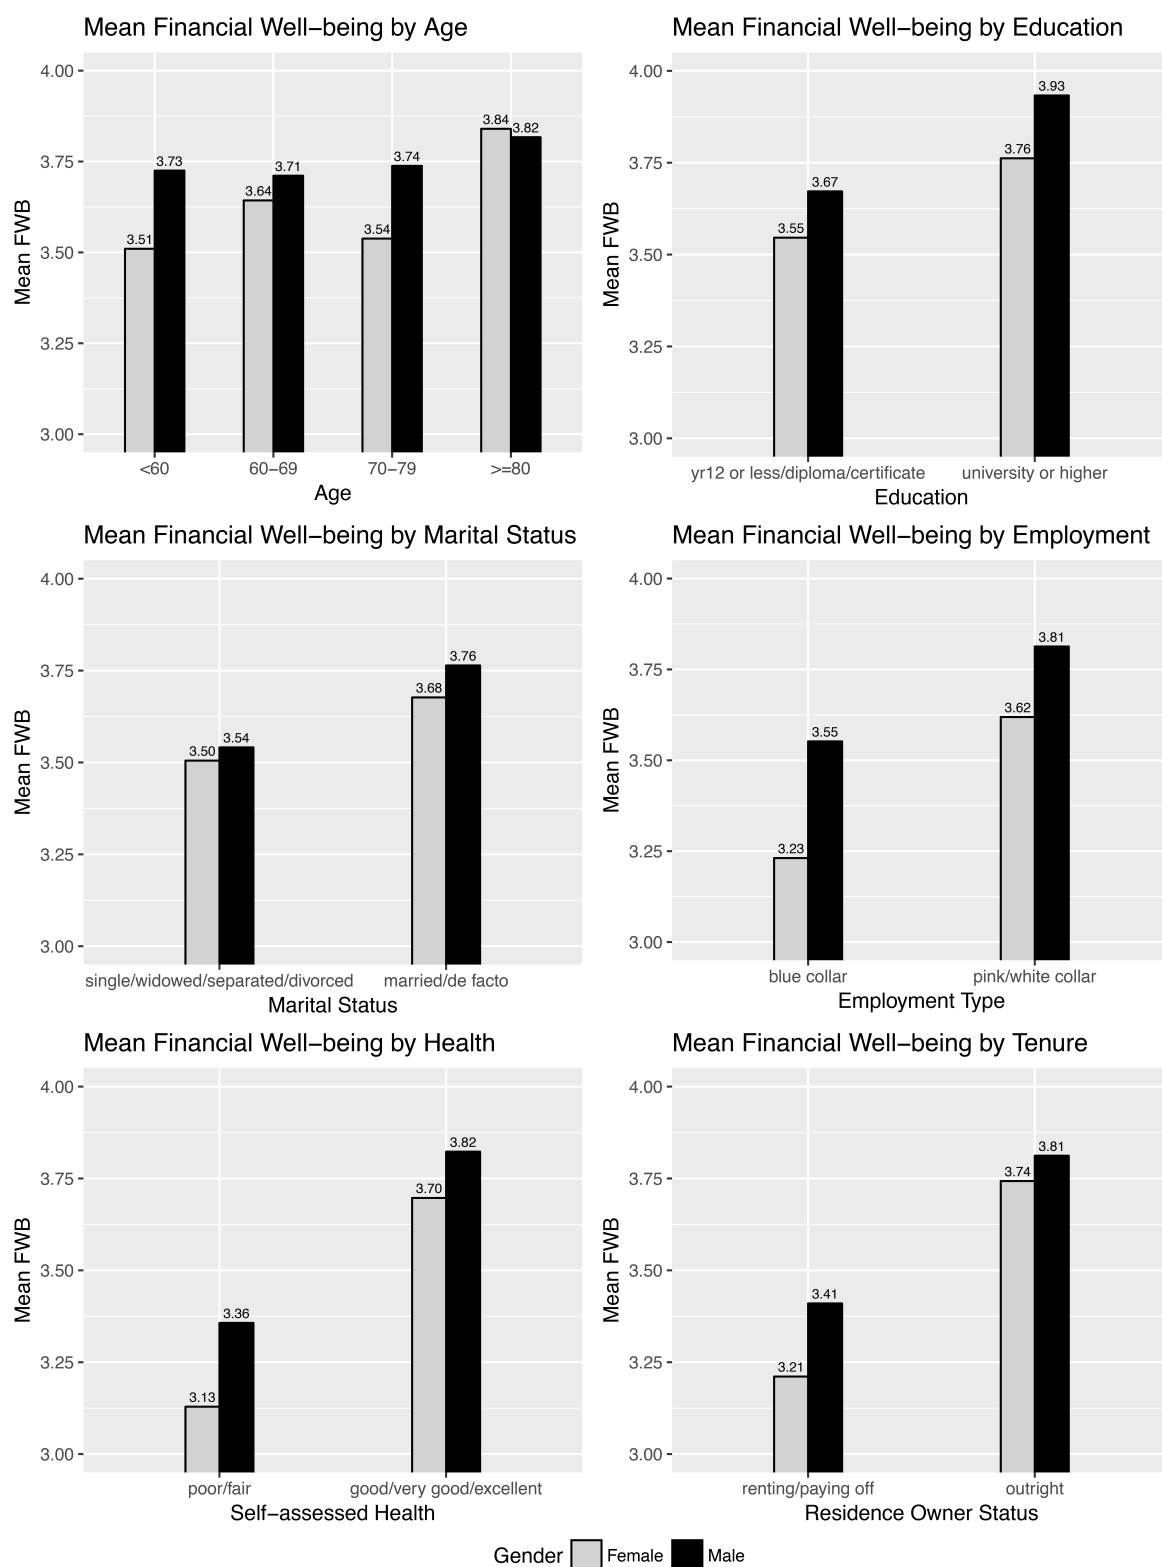 Mean Financial Well−being by Age
4.00
3.75
3.50
3.25
3.00
Mean FWB
3.51
3.73
3.64
3.71
3.54
3.74
3.84
3.82
<60
60−69
70−79
>=80
Age
Mean Financial Well−being by Education
4.00
3.75
3.50
3.25
3.00
Mean FWB
3.55
3.67
3.76
3.93
yr12 or less/diploma/certificate
university or higher
Education
Mean Financial Well−being by Marital Status
4.00
3.75
3.50
3.25
3.00
Mean FWB
3.50
3.54
3.68
3.76
single/widowed/separated/divorced
married/de facto
Marital Status
Mean Financial Well−being by Employment
4.00
3.75
3.50
3.25
3.00
Mean FWB
3.23
3.55
3.62
3.81
blue collar
pink/white collar
Employment Type
Mean Financial Well−being by Health
4.00
3.75
3.50
3.25
3.00
Mean FWB
3.13
3.36
3.70
3.82
poor/fair
good/very good/excellent
Self−assessed Health
Mean Financial Well−being by Tenure
4.00
3.75
3.50
3.25
3.00
Mean FWB
3.21
3.41
3.74
3.81
renting/paying off
outright
Residence Owner Status
Gender
Female
Male